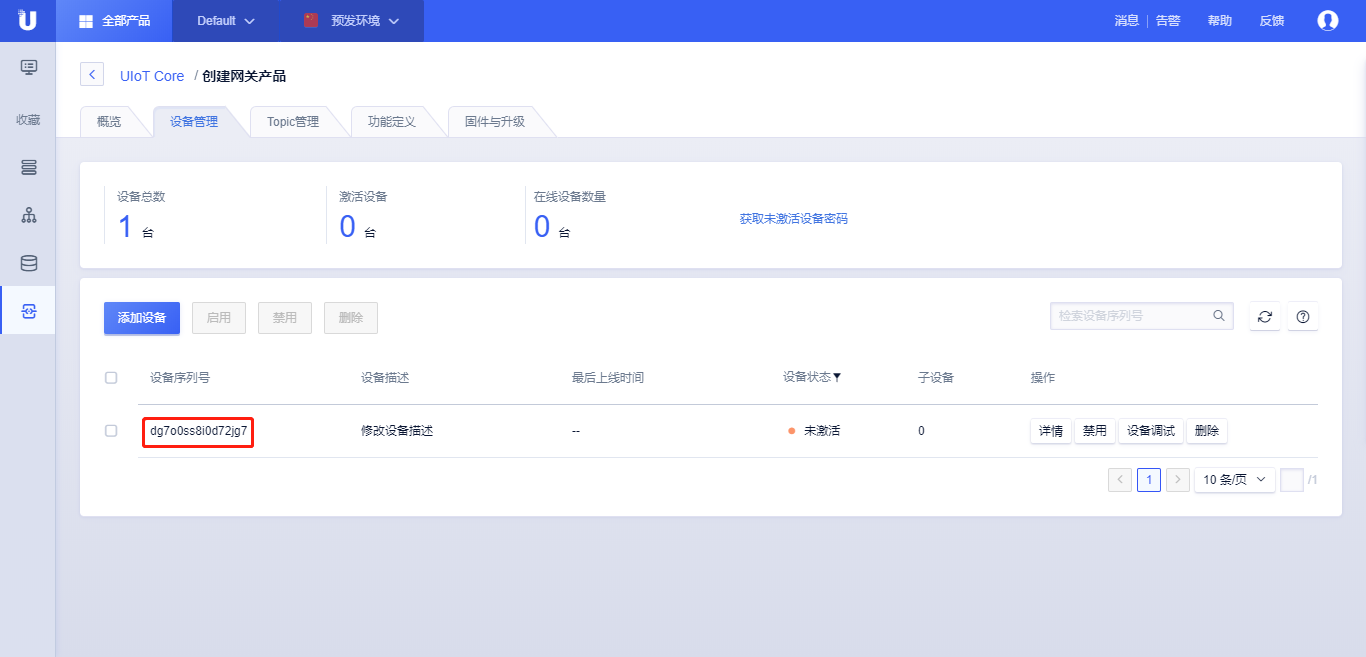 U 全部产品 Default 预发环境 消息 告警 帮助 反馈
收藏
UIoT Core / 创建网关产品
概览 设备管理 Topic管理 功能定义 固件与升级
设备总数 激活设备 在线设备数量
1 台 0 台 0 台 获取未激活设备密码
添加设备 启用 禁用 删除 检索设备序列号
设备序列号 设备描述 最后上线时间 设备状态 子设备 操作
dg7o0ss8i0d72jg7 修改设备描述 -- 未激活 0 详情 禁用 设备调试 删除
1 10 条/页 /1